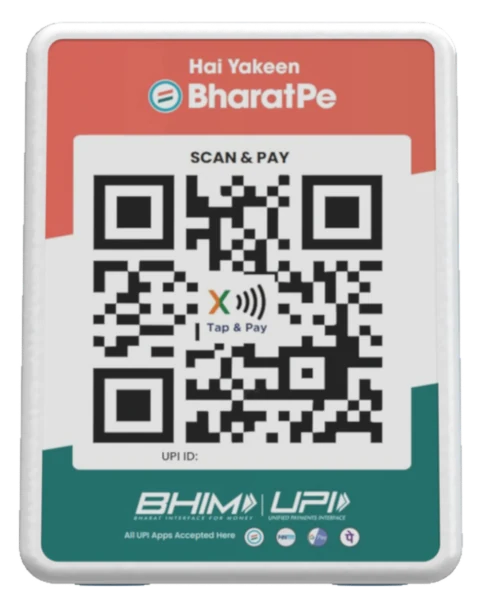 Hai Yakeen
BharatPe
SCAN & PAY
Tap & Pay
UPI ID:
BHIM | UPI
BHARAT INTERFACE FOR MONEY UNIFIED PAYMENTS INTERFACE
All UPI Apps Accepted Here